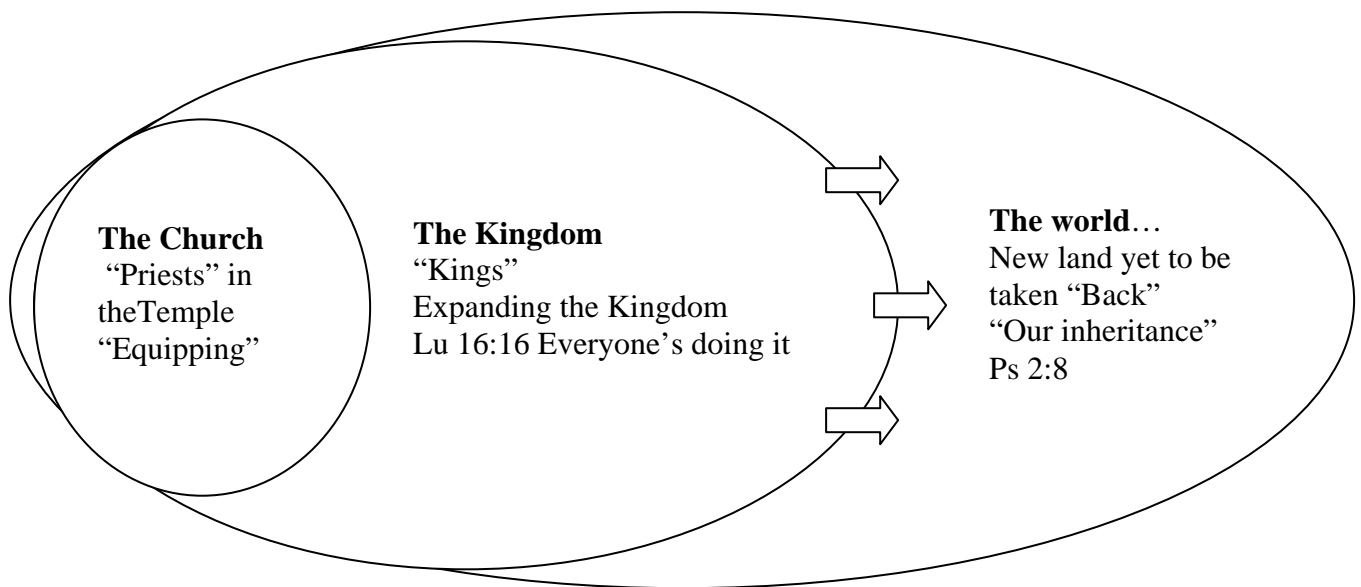 The Church
“Priests” in
theTemple
“Equipping”
The Kingdom
“Kings”
Expanding the Kingdom
Lu 16:16 Everyone’s doing it
The world…
New land yet to be
taken “Back”
“Our inheritance”
Ps 2:8